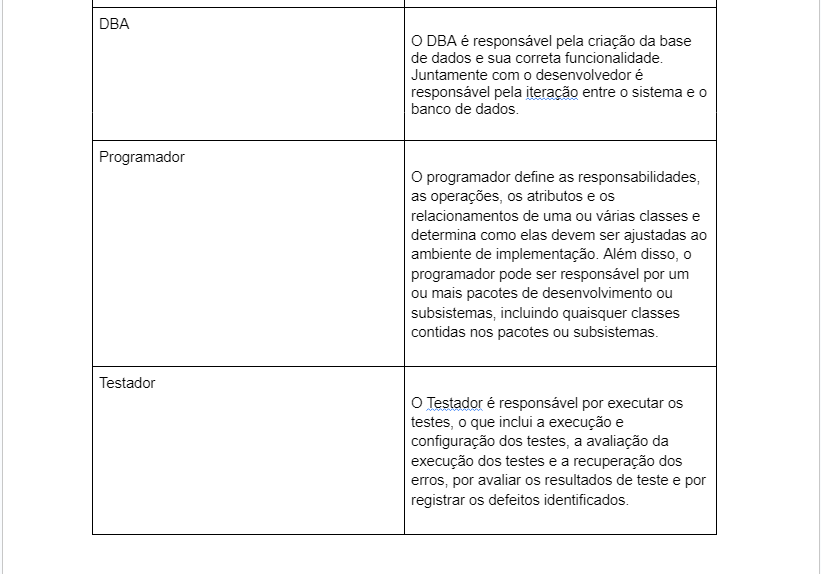 DBA
O DBA é responsável pela criação da base
de dados e sua correta funcionalidade.
Juntamente com o desenvolvedor é
responsável pela iteração entre o sistema e o
banco de dados.
Programador
O programador define as responsabilidades,
as operações, os atributos e os
relacionamentos de uma ou várias classes e
determina como elas devem ser ajustadas ao
ambiente de implementação. Além disso, o
programador pode ser responsável por um
ou mais pacotes de desenvolvimento ou
subsistemas, incluindo quaisquer classes
contidas nos pacotes ou subsistemas.
Testador
O Testador é responsável por executar os
testes, o que inclui a execução e
configuração dos testes, a avaliação da
execução dos testes e a recuperação dos
erros, por avaliar os resultados de teste e por
registrar os defeitos identificados.